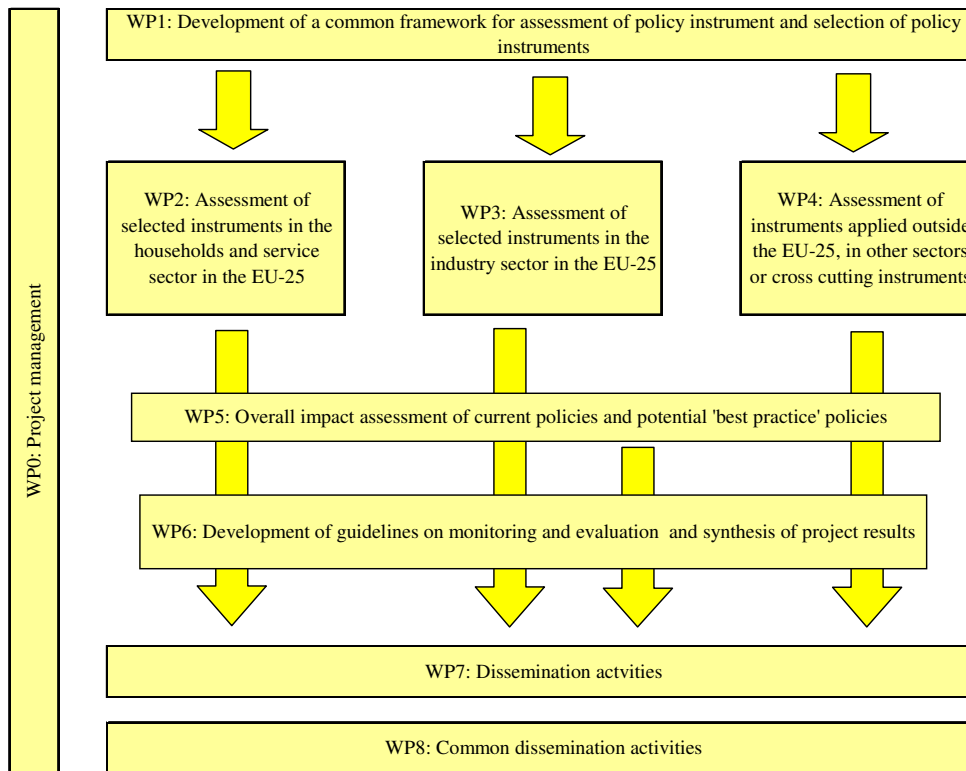 WP0: Project management
WP1: Development of a common framework for assessment of policy instrument and selection of policy
instruments
WP2: Assessment of
selected instruments in the
households and service
sector in the EU-25
WP3: Assessment of
selected instruments in the
industry sector in the EU-25
WP4: Assessment of
instruments applied outside
the EU-25, in other sectors
or cross cutting instruments
WP5: Overall impact assessment of current policies and potential 'best practice' policies
WP6: Development of guidelines on monitoring and evaluation and synthesis of project results
WP7: Dissemination actvities
WP8: Common dissemination activities